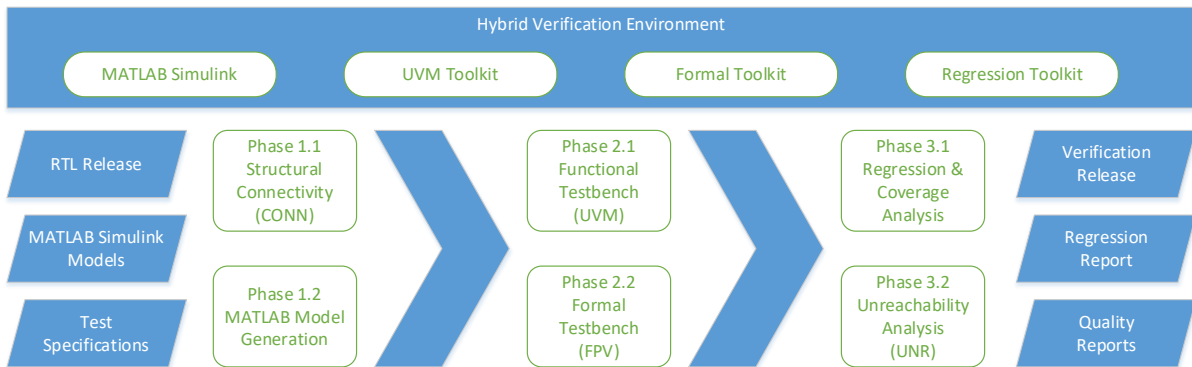 Hybrid Verification Environment
MATLAB Simulink
UVM Toolkit
Formal Toolkit
Regression Toolkit
RTL Release
MATLAB Simulink
Models
Test
Specifications
Phase 1.1
Structural
Connectivity
(CONN)
Phase 1.2
MATLAB Model
Generation
Phase 2.1
Functional
Testbench
(UVM)
Phase 2.2
Formal
Testbench
(FPV)
Phase 3.1
Regression &
Coverage
Analysis
Phase 3.2
Unreachability
Analysis
(UNR)
Verification
Release
Regression
Report
Quality
Reports